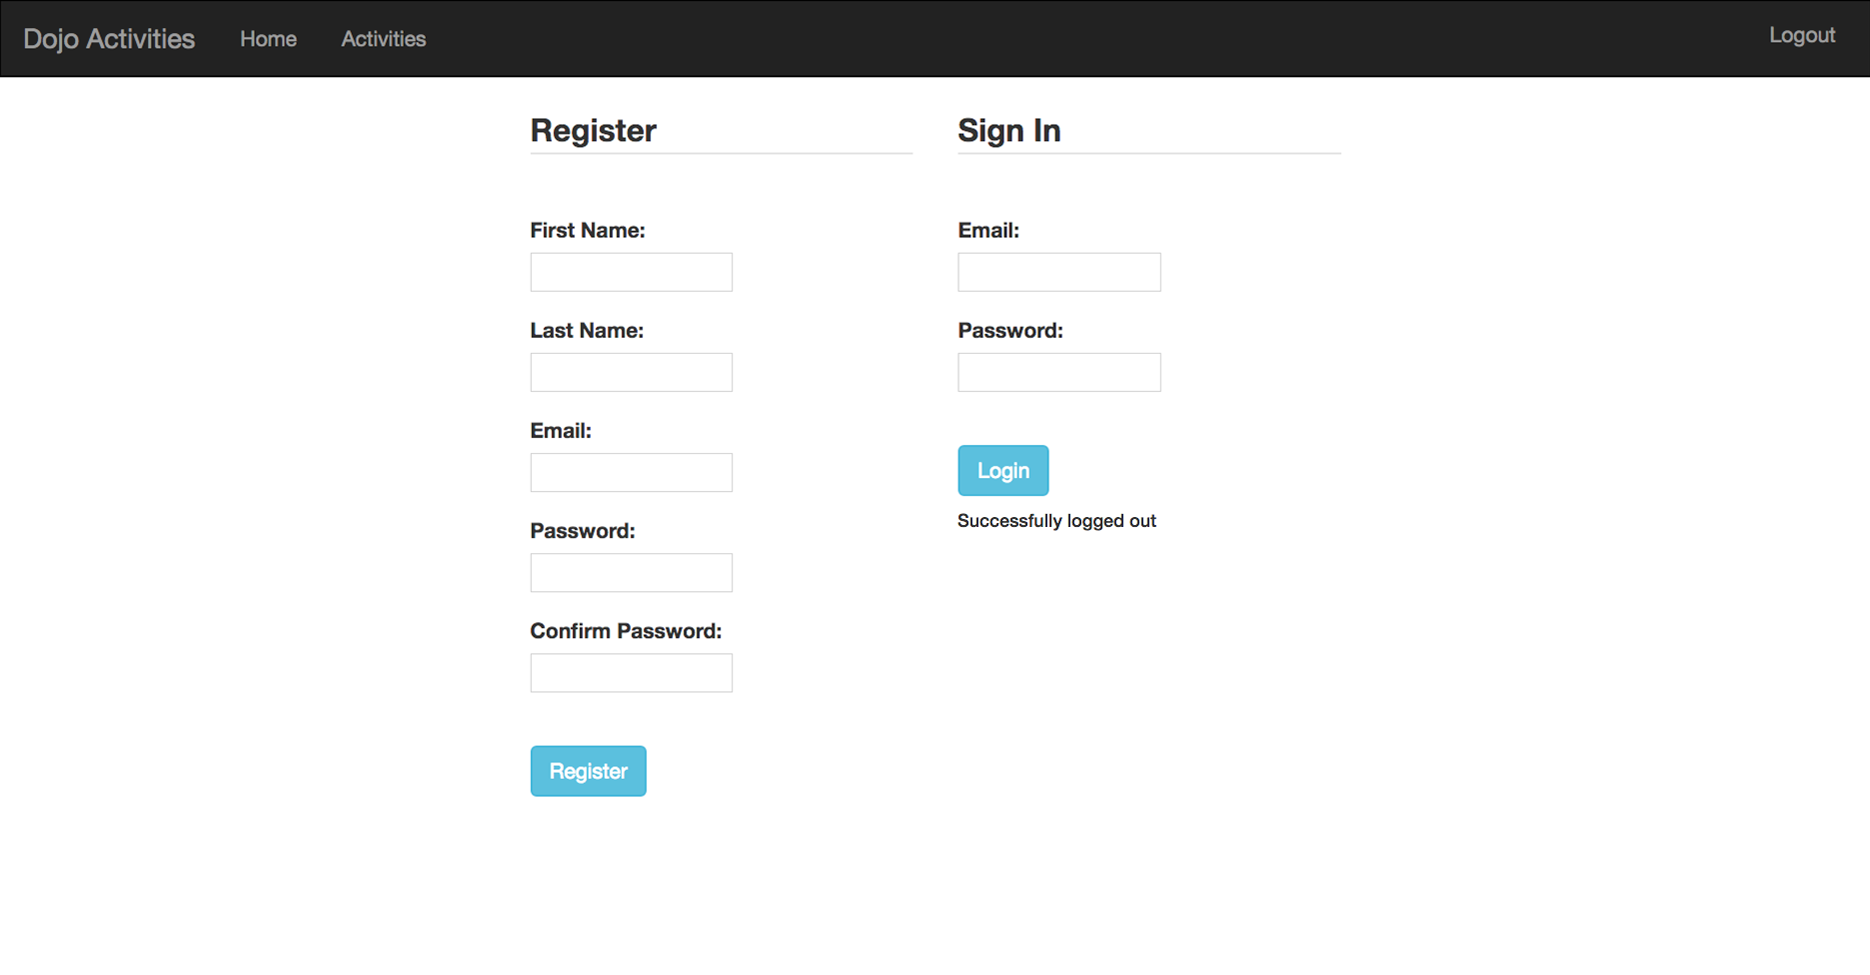 Dojo Activities Home Activities Logout
Register
First Name:
Last Name:
Email:
Password:
Confirm Password:
Register
Sign In
Email:
Password:
Login
Successfully logged out